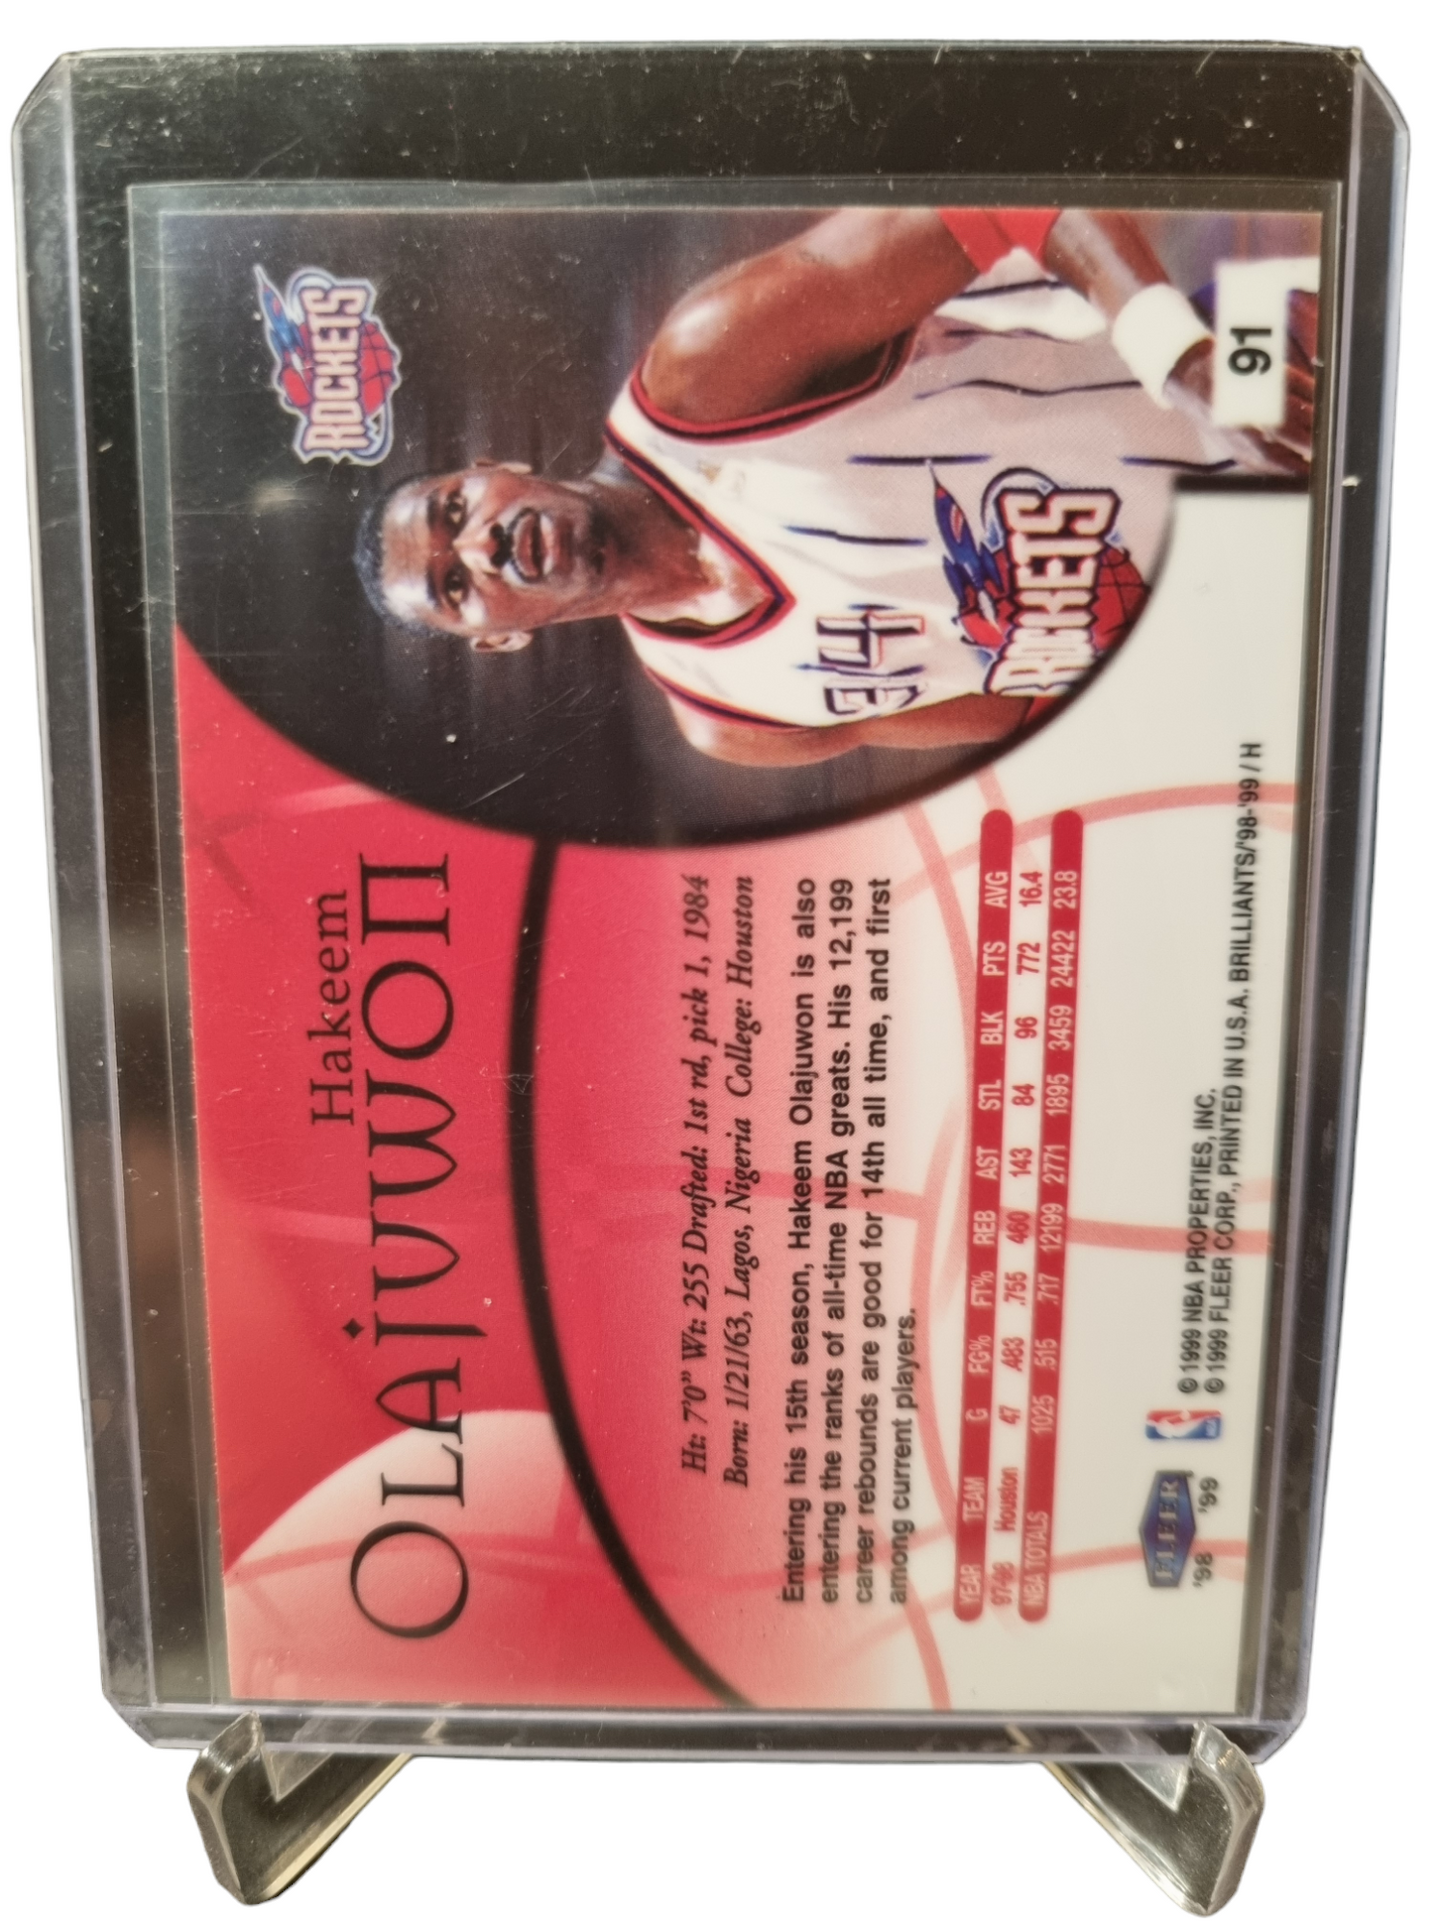 Hakeem
OLAJUWON
ROCKETS
34
ROCKETS
91
Ht: 7'0" Wt: 255 Drafted: 1st rd, pick 1, 1984
Born: 1/21/63, Lagos, Nigeria College: Houston
Entering his 15th season, Hakeem Olajuwon is also
entering the ranks of all-time NBA greats. His 12,199
career rebounds are good for 14th all time, and first
among current players.
YEAR TEAM G FG% FT% REB AST STL BLK PTS AVG
97-98 Houston 47 .483 .755 460 143 84 96 772 16.4
NBA TOTALS 1025 .515 .717 12199 2771 1895 3459 24422 23.8
FLEER
'98 '99
©1999 NBA PROPERTIES, INC.
©1999 FLEER CORP., PRINTED IN U.S.A. BRILLIANTS/'98-'99 / H